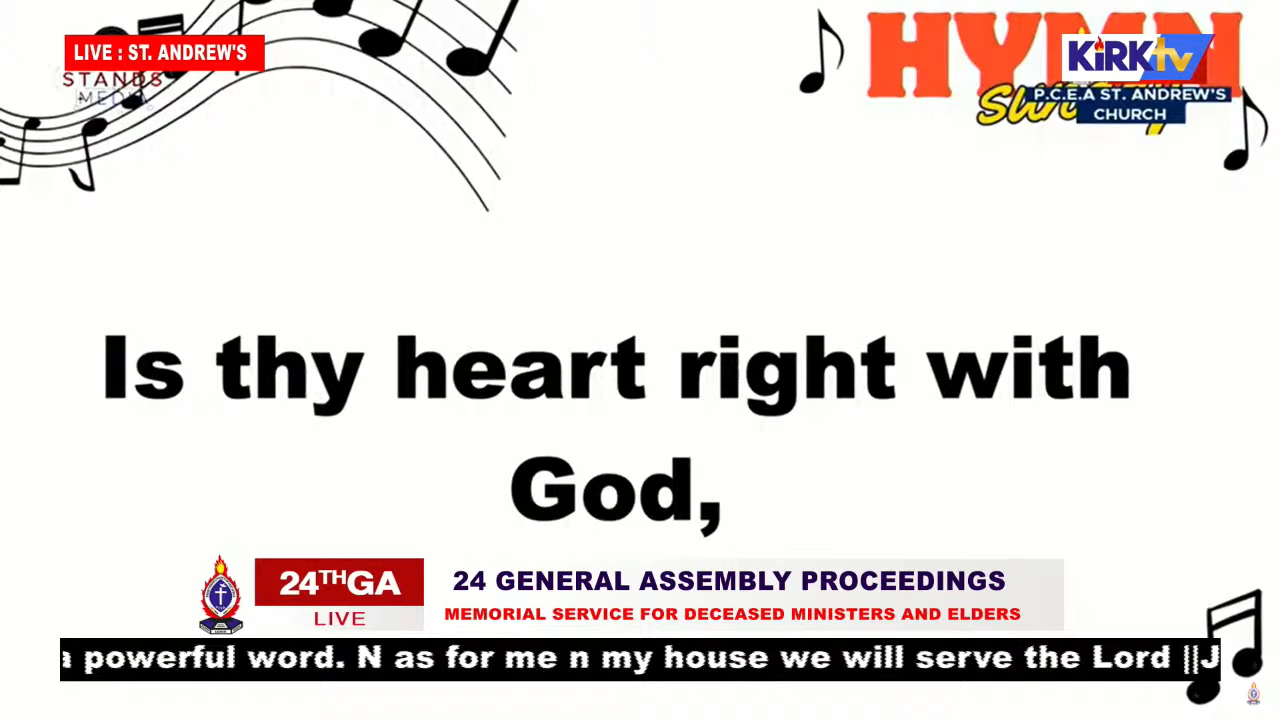 LIVE : ST. ANDREW'S
STANDS
MEDIA
HYMN
KiRKtv
P.C.E.A ST. ANDREW'S
CHURCH
Is thy heart right with
God,
24THGA
LIVE
24 GENERAL ASSEMBLY PROCEEDINGS
MEMORIAL SERVICE FOR DECEASED MINISTERS AND ELDERS
a powerful word. N as for me n my house we will serve the Lord ||J